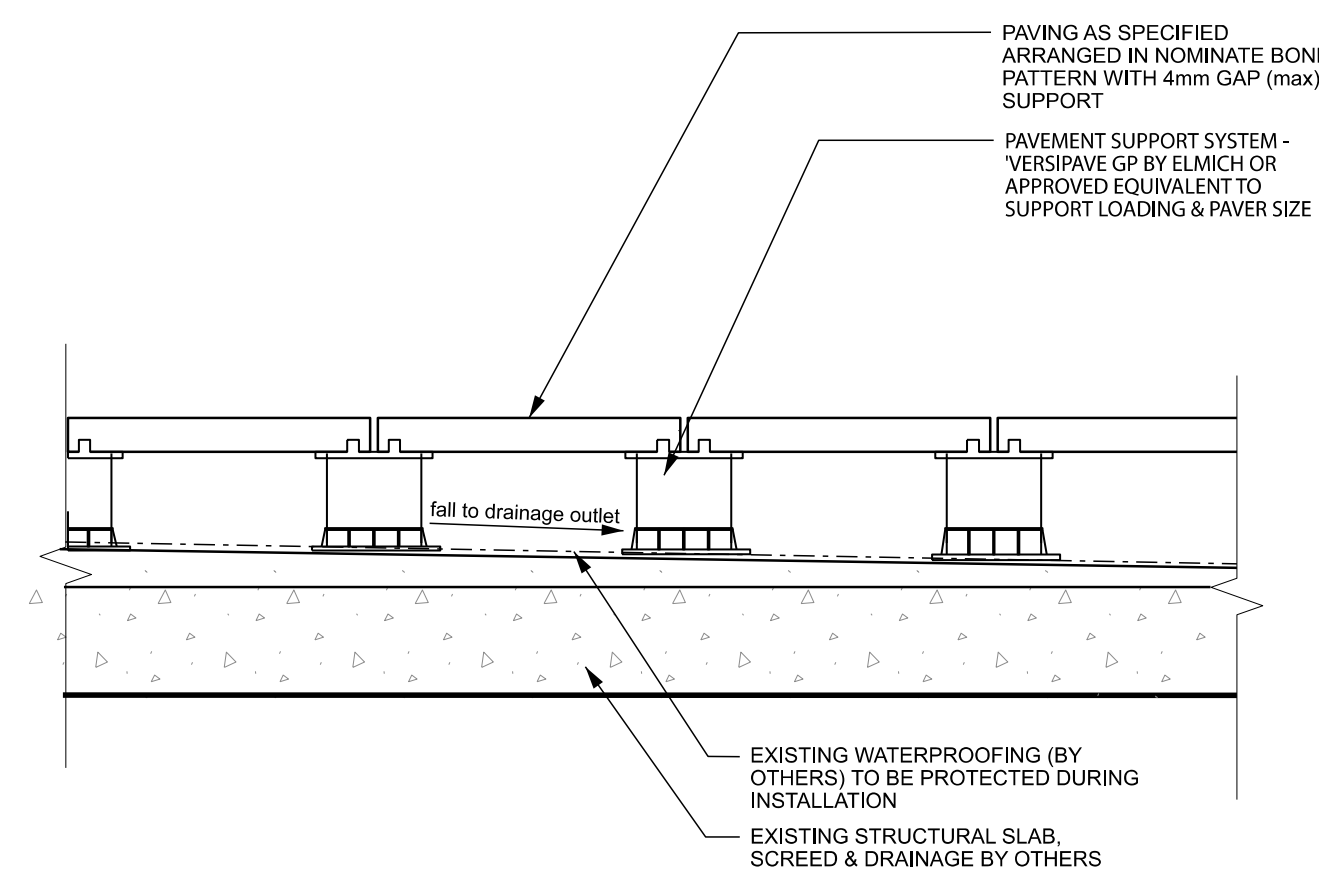 PAVING AS SPECIFIED
ARRANGED IN NOMINATE
PATTERN WITH 4mm GAP (max)
SUPPORT
PAVEMENT SUPPORT SYSTEM -
'VERSIPAVE GP BY ELMICH OR
APPROVED EQUIVALENT TO
SUPPORT LOADING & PAVER SIZE
fall to drainage outlet
EXISTING WATERPROOFING (BY
OTHERS) TO BE PROTECTED DURING
INSTALLATION
EXISTING STRUCTURAL SLAB,
SCREED & DRAINAGE BY OTHERS